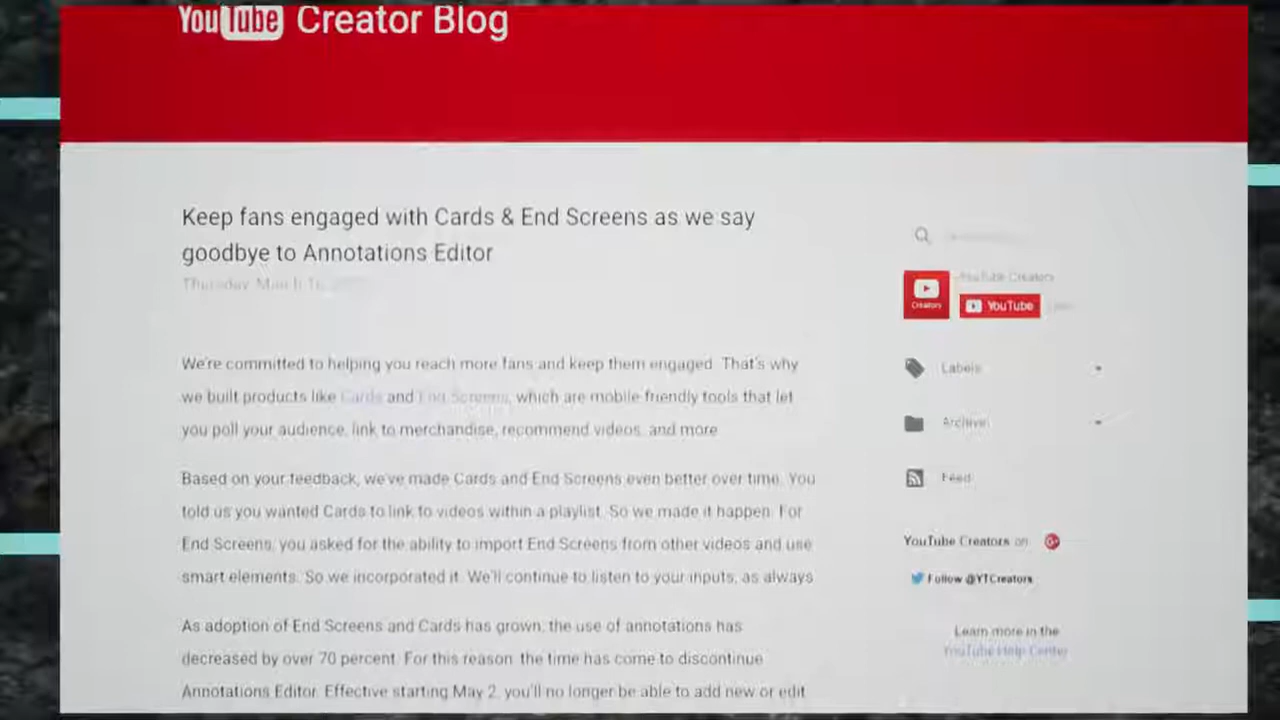 YouTube Creator Blog
Keep fans engaged with Cards & End Screens as we say
goodbye to Annotations Editor
Thursday, March 16,
We're committed to helping you reach more fans and keep them engaged. That's why
we built products like Cards and End Screens, which are mobile friendly tools that let
you poll your audience, link to merchandise, recommend videos, and more
Based on your feedback, we've made Cards and End Screens even better over time. You
told us you wanted Cards to link to videos within a playlist. So we made it happen. For
End Screens, you asked for the ability to import End Screens from other videos and use
smart elements. So we incorporated it. We'll continue to listen to your inputs, as always
As adoption of End Screens and Cards has grown, the use of annotations has
decreased by over 70 percent. For this reason, the time has come to discontinue
Annotations Editor. Effective starting May 2, you'll no longer be able to add new or edit
YouTube Creators
Creators
YouTube
Labels
Archive
Feed
YouTube Creators on G+
Follow @YTCreators
Learn more in the
YouTube Help Center